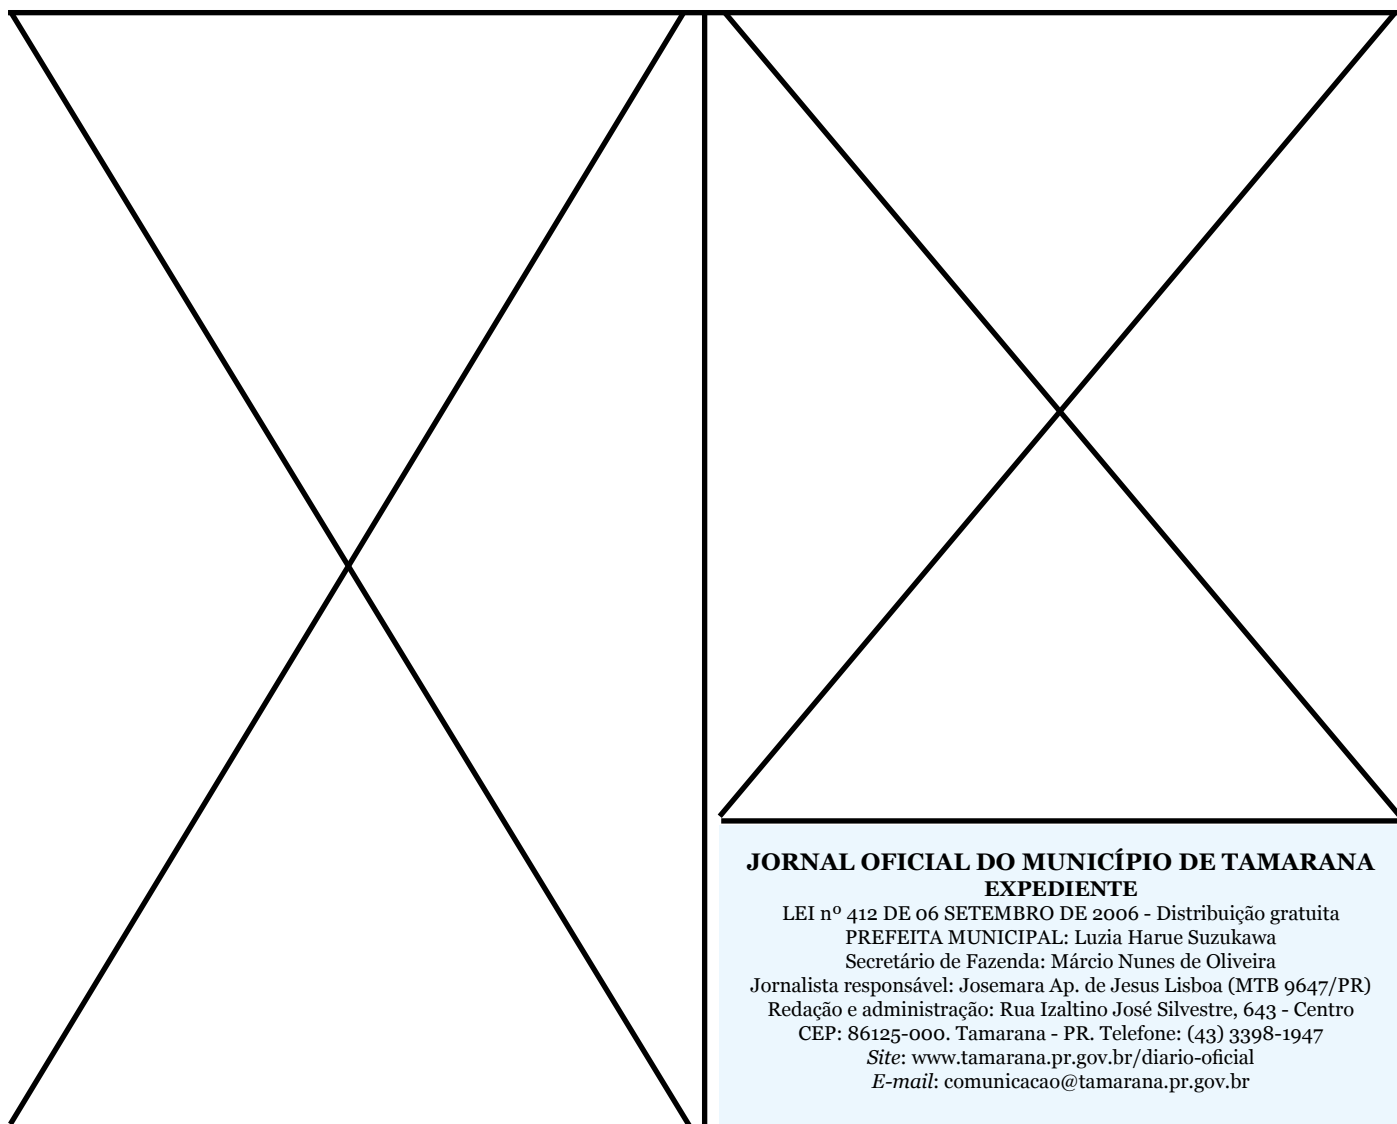 JORNAL OFICIAL DO MUNICÍPIO DE TAMARANA
EXPEDIENTE
LEI nº 412 DE 06 SETEMBRO DE 2006 - Distribuição gratuita
PREFEITA MUNICIPAL: Luzia Harue Suzukawa
Secretário de Fazenda: Márcio Nunes de Oliveira
Jornalista responsável: Josemara Ap. de Jesus Lisboa (MTB 9647/PR)
Redação e administração: Rua Izaltino José Silvestre, 643 - Centro
CEP: 86125-000. Tamarana - PR. Telefone: (43) 3398-1947
Site: www.tamarana.pr.gov.br/diario-oficial
E-mail: comunicacao@tamarana.pr.gov.br